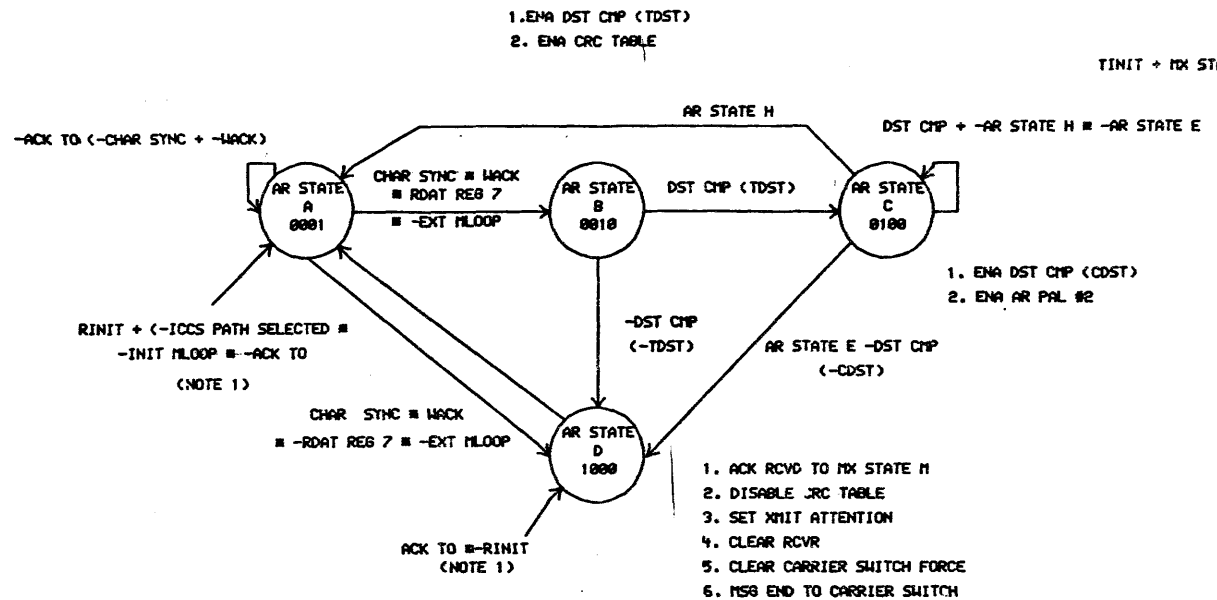 1.ENA DST CMP (TDST)
2. ENA CRC TABLE
TINIT + MX
AR STATE H
-ACK TO (-CHAR SYNC + -WACK)
DST CMP + -AR STATE H * -AR STATE E
AR STATE
A
0001
CHAR SYNC * WACK
* RDAT REG 7
* -EXT MLOOP
AR STATE
B
0010
DST CMP (TDST)
AR STATE
C
0100
1. ENA DST CMP (CDST)
2. ENA AR PAL #2
RINIT + (-ICCS PATH SELECTED *
-INIT MLOOP * -ACK TO
(NOTE 1)
-DST CMP
(-TDST)
AR STATE E -DST CMP
(-CDST)
CHAR SYNC * WACK
* -RDAT REG 7 * -EXT MLOOP
AR STATE
D
1000
ACK TO *-RINIT
(NOTE 1)
1. ACK RCVD TO MX STATE M
2. DISABLE CRC TABLE
3. SET XMIT ATTENTION
4. CLEAR RCVR
5. CLEAR CARRIER SWITCH FORCE
6. MSG END TO CARRIER SWITCH